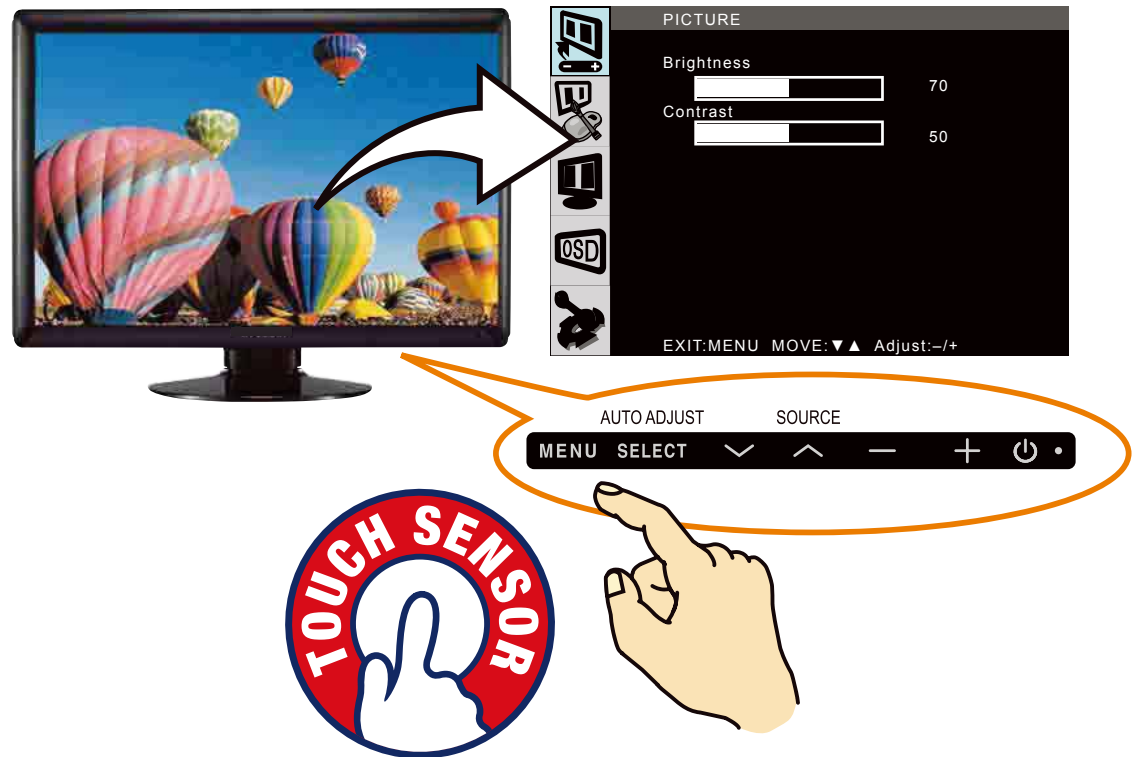 PICTURE
Brightness
70
Contrast
50
OSD
EXIT:MENU MOVE:▼▲ Adjust:–/+
AUTO ADJUST SOURCE
MENU SELECT
TOUCH SENSOR